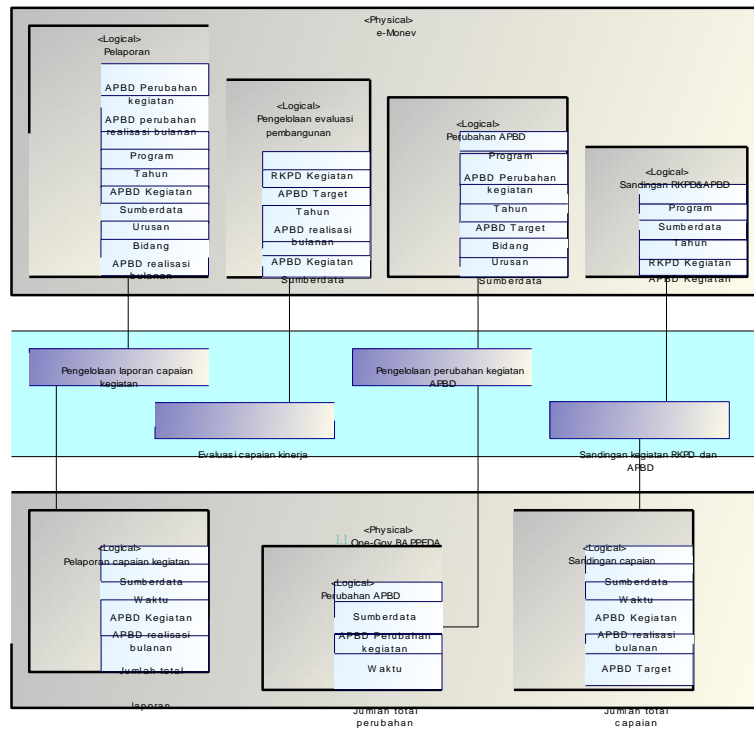 <Physical>
e-Monev
<Logical>
Pelaporan
APBD Perubahan
kegiatan
APBD perubahan
realisasi bulanan
Program
Tahun
APBD Kegiatan
Sumberdata
Urusan
Bidang
APBD realisasi
bulanan
<Logical>
Pengelolaan evaluasi
pembangunan
RKPD Kegiatan
APBD Target
Tahun
APBD realisasi
bulanan
APBD Kegiatan
Sumberdata
<Logical>
Perubahan APBD
Program
APBD Perubahan
kegiatan
Tahun
APBD Target
Bidang
Urusan
Sumberdata
<Logical>
Sandingan RKPD&APBD
Program
Sumberdata
Tahun
RKPD Kegiatan
APBD Kegiatan
Pengelolaan laporan capaian
kegiatan
Pengelolaan perubahan kegiatan
APBD
Evaluasi capaian kinerja
Sandingan kegiatan RKPD dan
APBD
<Physical>
One-Gov BAPPEDA
<Logical>
Pelaporan capaian kegiatan
Sumberdata
Waktu
APBD Kegiatan
APBD realisasi
bulanan
Jumlah total
laporan
<Logical>
Perubahan APBD
Sumberdata
APBD Perubahan
kegiatan
Waktu
Jumlah total
perubahan
<Logical>
Sandingan capaian
Sumberdata
Waktu
APBD Kegiatan
APBD realisasi
bulanan
APBD Target
Jumlah total
capaian